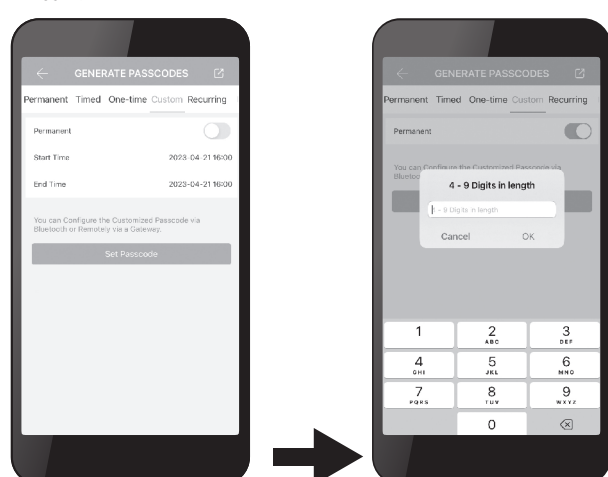 GENERATE PASSCODES
Permanent Timed One-time Custom Recurring
Permanent
Start Time 2023-04-21 16:00
End Time 2023-04-21 16:00
You can Configure the Customized Passcode via
Bluetooth or Remotely via a Gateway.
Set Passcode
GENERATE PASSCODES
Permanent Timed One-time Custom Recurring
Permanent
You can Configure the Customized Passcode via
4 - 9 Digits in length
4 - 9 Digits in length
Cancel OK
1 2 3
ABC DEF
4 5 6
GHI JKL MNO
7 8 9
PQRS TUV WXYZ
0